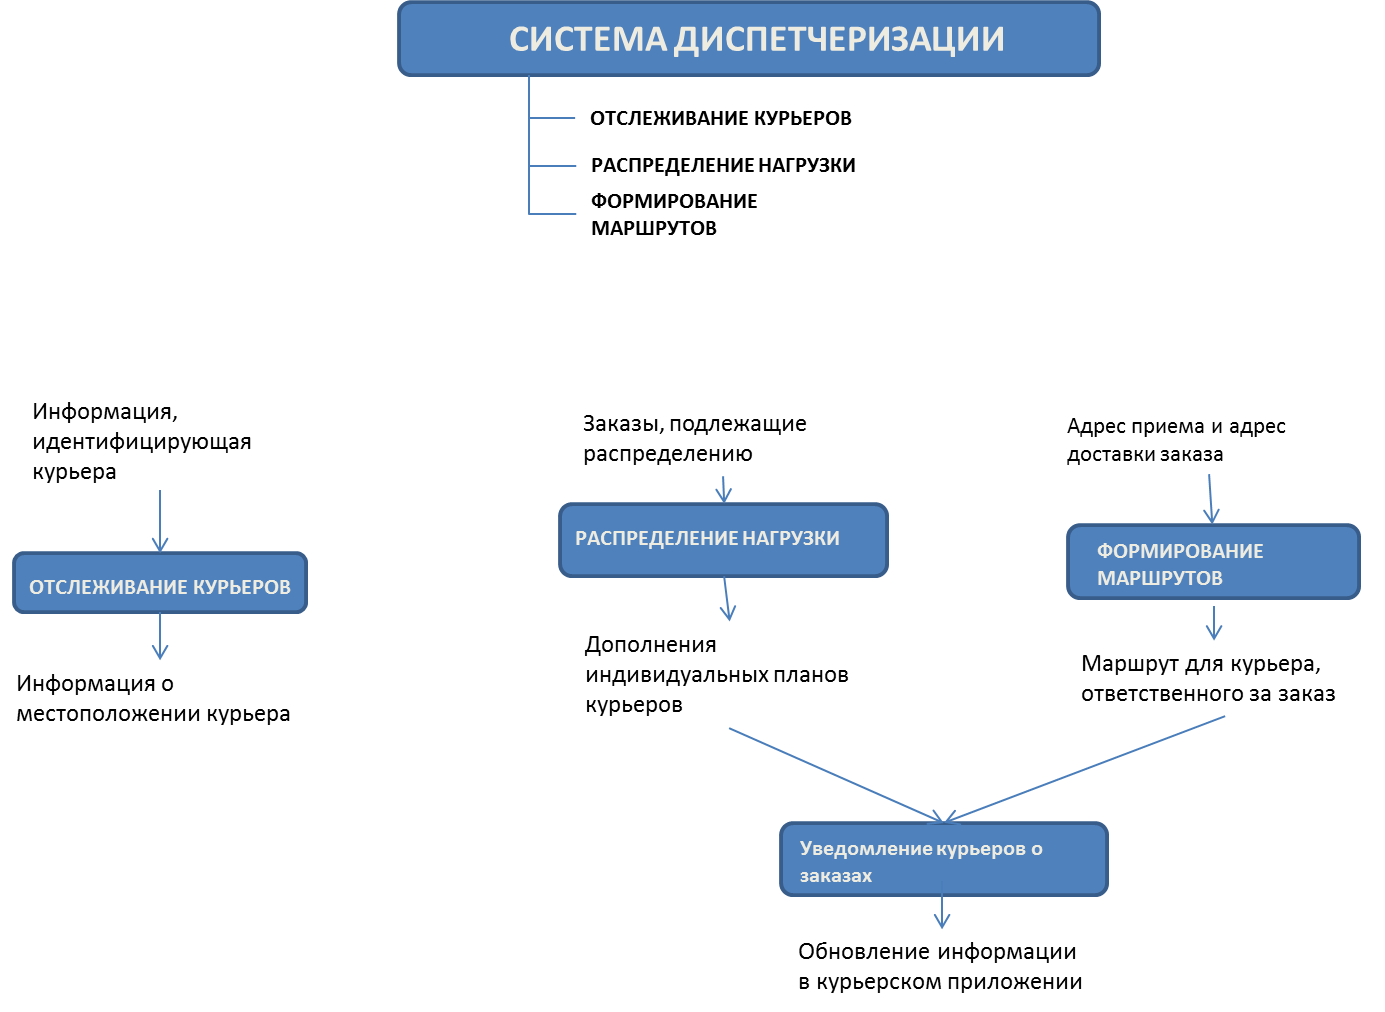 СИСТЕМА ДИСПЕТЧЕРИЗАЦИИ
ОТСЛЕЖИВАНИЕ КУРЬЕРОВ
РАСПРЕДЕЛЕНИЕ НАГРУЗКИ
ФОРМИРОВАНИЕ
МАРШРУТОВ
Информация,
идентифицирующая
курьера
ОТСЛЕЖИВАНИЕ КУРЬЕРОВ
Информация о
местоположении курьера
Заказы, подлежащие
распределению
РАСПРЕДЕЛЕНИЕ НАГРУЗКИ
Дополнения
индивидуальных планов
курьеров
Адрес приема и адрес
доставки заказа
ФОРМИРОВАНИЕ
МАРШРУТОВ
Маршрут для курьера,
ответственного за заказ
Уведомление курьеров о
заказах
Обновление информации
в курьерском приложении